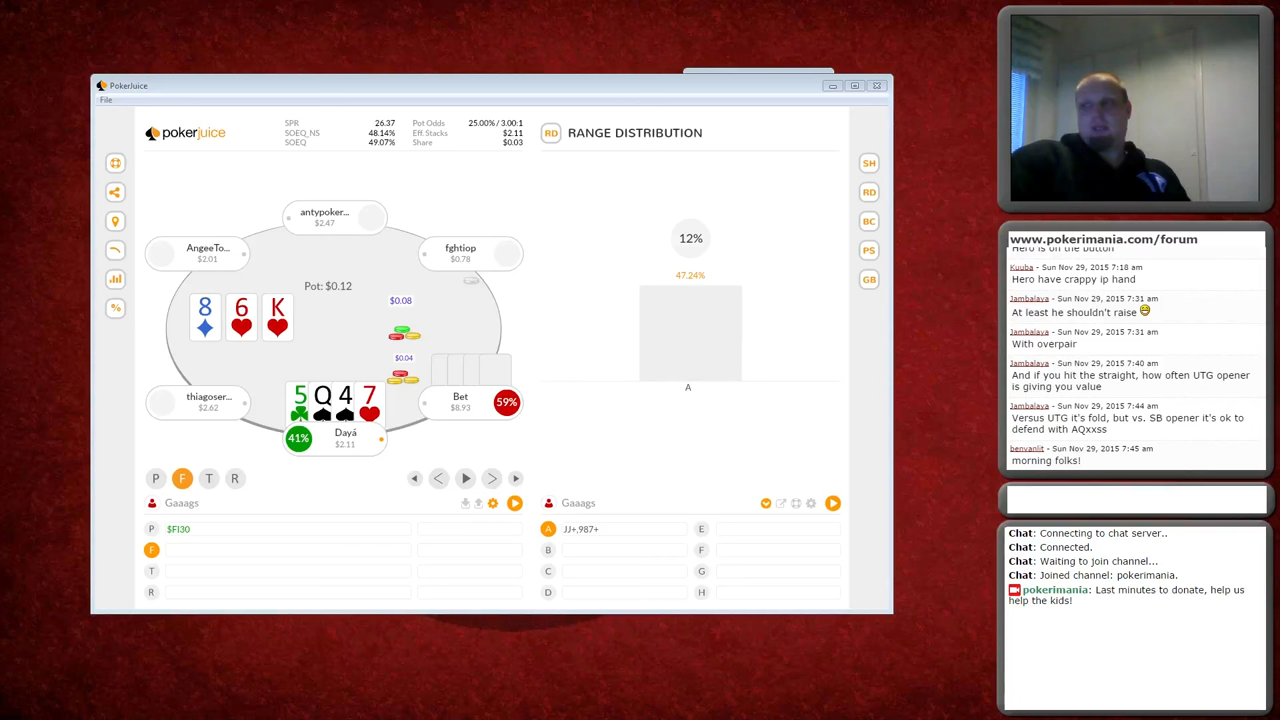 PokerJuice
File
pokerjuice
SPR 26.37
SOEQ_NS 48.14%
SOEQ 49.07%
Pot Odds 25.00% / 3.00:1
Eff. Stacks $2.11
Share $0.03
RD RANGE DISTRIBUTION
SH
RD
BC
PS
GB
%
antypoker...
$2.47
AngeeTo...
$2.01
fghtiop
$0.78
Pot: $0.12
$0.08
8 6 K
$0.04
5 Q 4 7
thiagoser...
$2.62
Bet
$8.93
59%
41%
Dayá
$2.11
12%
47.24%
A
P F T R
Gaaags
P $FI30
F
T
R
Gaaags
A JJ+,987+ E
B F
C G
D H
www.pokerimania.com/forum
Hero is on the button
Kuuba - Sun Nov 29, 2015 7:18 am
Hero have crappy ip hand
Jambalaya - Sun Nov 29, 2015 7:31 am
At least he shouldn't raise
Jambalaya - Sun Nov 29, 2015 7:31 am
With overpair
Jambalaya - Sun Nov 29, 2015 7:40 am
And if you hit the straight, how often UTG opener
is giving you value
Jambalaya - Sun Nov 29, 2015 7:44 am
Versus UTG it's fold, but vs. SB opener it's ok to
defend with AQxxss
benvanlit - Sun Nov 29, 2015 7:45 am
morning folks!
Chat: Connecting to chat server..
Chat: Connected.
Chat: Waiting to join channel...
Chat: Joined channel: pokerimania.
pokerimania: Last minutes to donate, help us
help the kids!